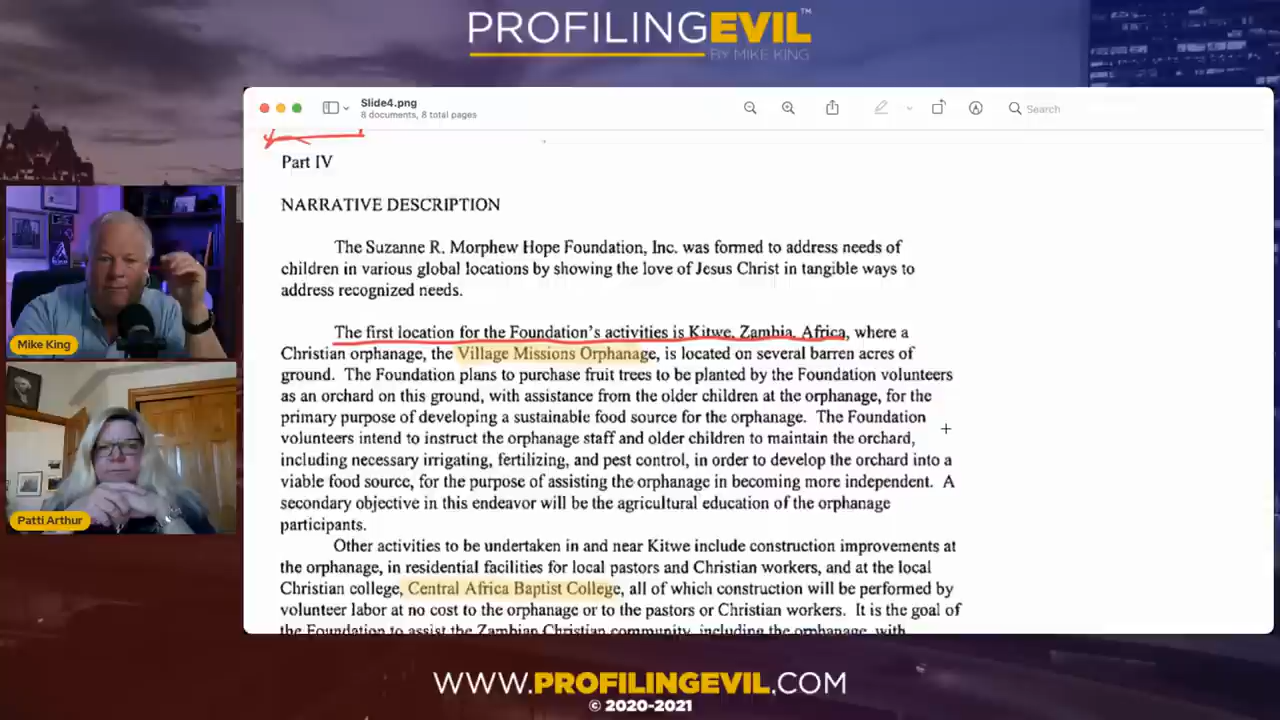 PROFILINGEVIL™
BY MIKE KING
Slide4.png
8 documents, 8 total pages
Search
Part IV
NARRATIVE DESCRIPTION
The Suzanne R. Morphew Hope Foundation, Inc. was formed to address needs of
children in various global locations by showing the love of Jesus Christ in tangible ways to
address recognized needs.
The first location for the Foundation's activities is Kitwe, Zambia, Africa, where a
Christian orphanage, the Village Missions Orphanage, is located on several barren acres of
ground. The Foundation plans to purchase fruit trees to be planted by the Foundation volunteers
as an orchard on this ground, with assistance from the older children at the orphanage, for the
primary purpose of developing a sustainable food source for the orphanage. The Foundation
volunteers intend to instruct the orphanage staff and older children to maintain the orchard,
including necessary irrigating, fertilizing, and pest control, in order to develop the orchard into a
viable food source, for the purpose of assisting the orphanage in becoming more independent. A
secondary objective in this endeavor will be the agricultural education of the orphanage
participants.
Other activities to be undertaken in and near Kitwe include construction improvements at
the orphanage, in residential facilities for local pastors and Christian workers, and at the local
Christian college, Central Africa Baptist College, all of which construction will be performed by
volunteer labor at no cost to the orphanage or to the pastors or Christian workers. It is the goal of
the Foundation to assist the Zambian Christian community, including the orphanage, with
Mike King
Patti Arthur
WWW.PROFILINGEVIL.COM
© 2020-2021